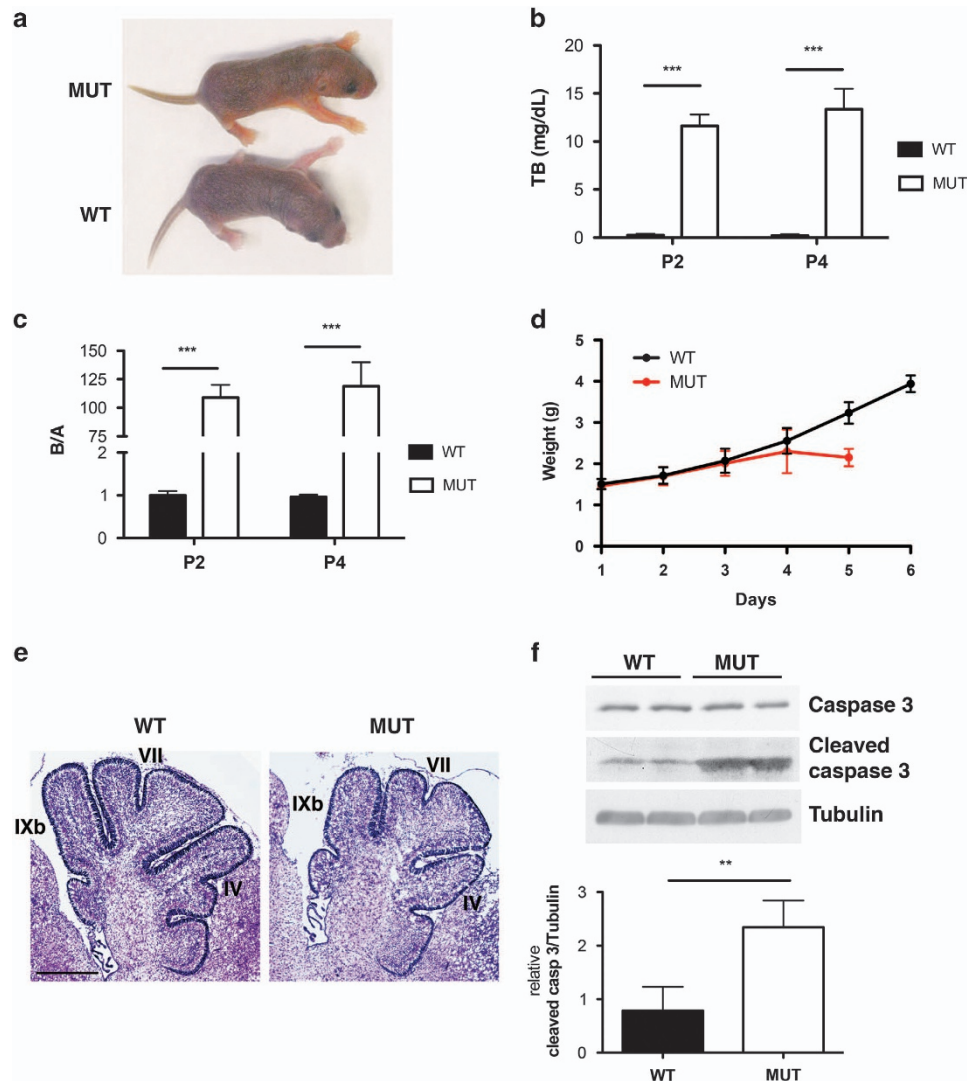 a
MUT
WT
b
TB (mg/dL)
20
15
10
5
0
***
***
P2
P4
WT
MUT
c
B/A
150
125
100
75
2
1
0
***
***
P2
P4
WT
MUT
d
Weight (g)
5
4
3
2
1
0
WT
MUT
1 2 3 4 5 6
Days
e
WT
MUT
VII
IXb
IV
VII
IXb
IV
f
WT MUT
Caspase 3
Cleaved
caspase 3
Tubulin
relative
cleaved casp 3/Tubulin
3
2
1
0
**
WT
MUT